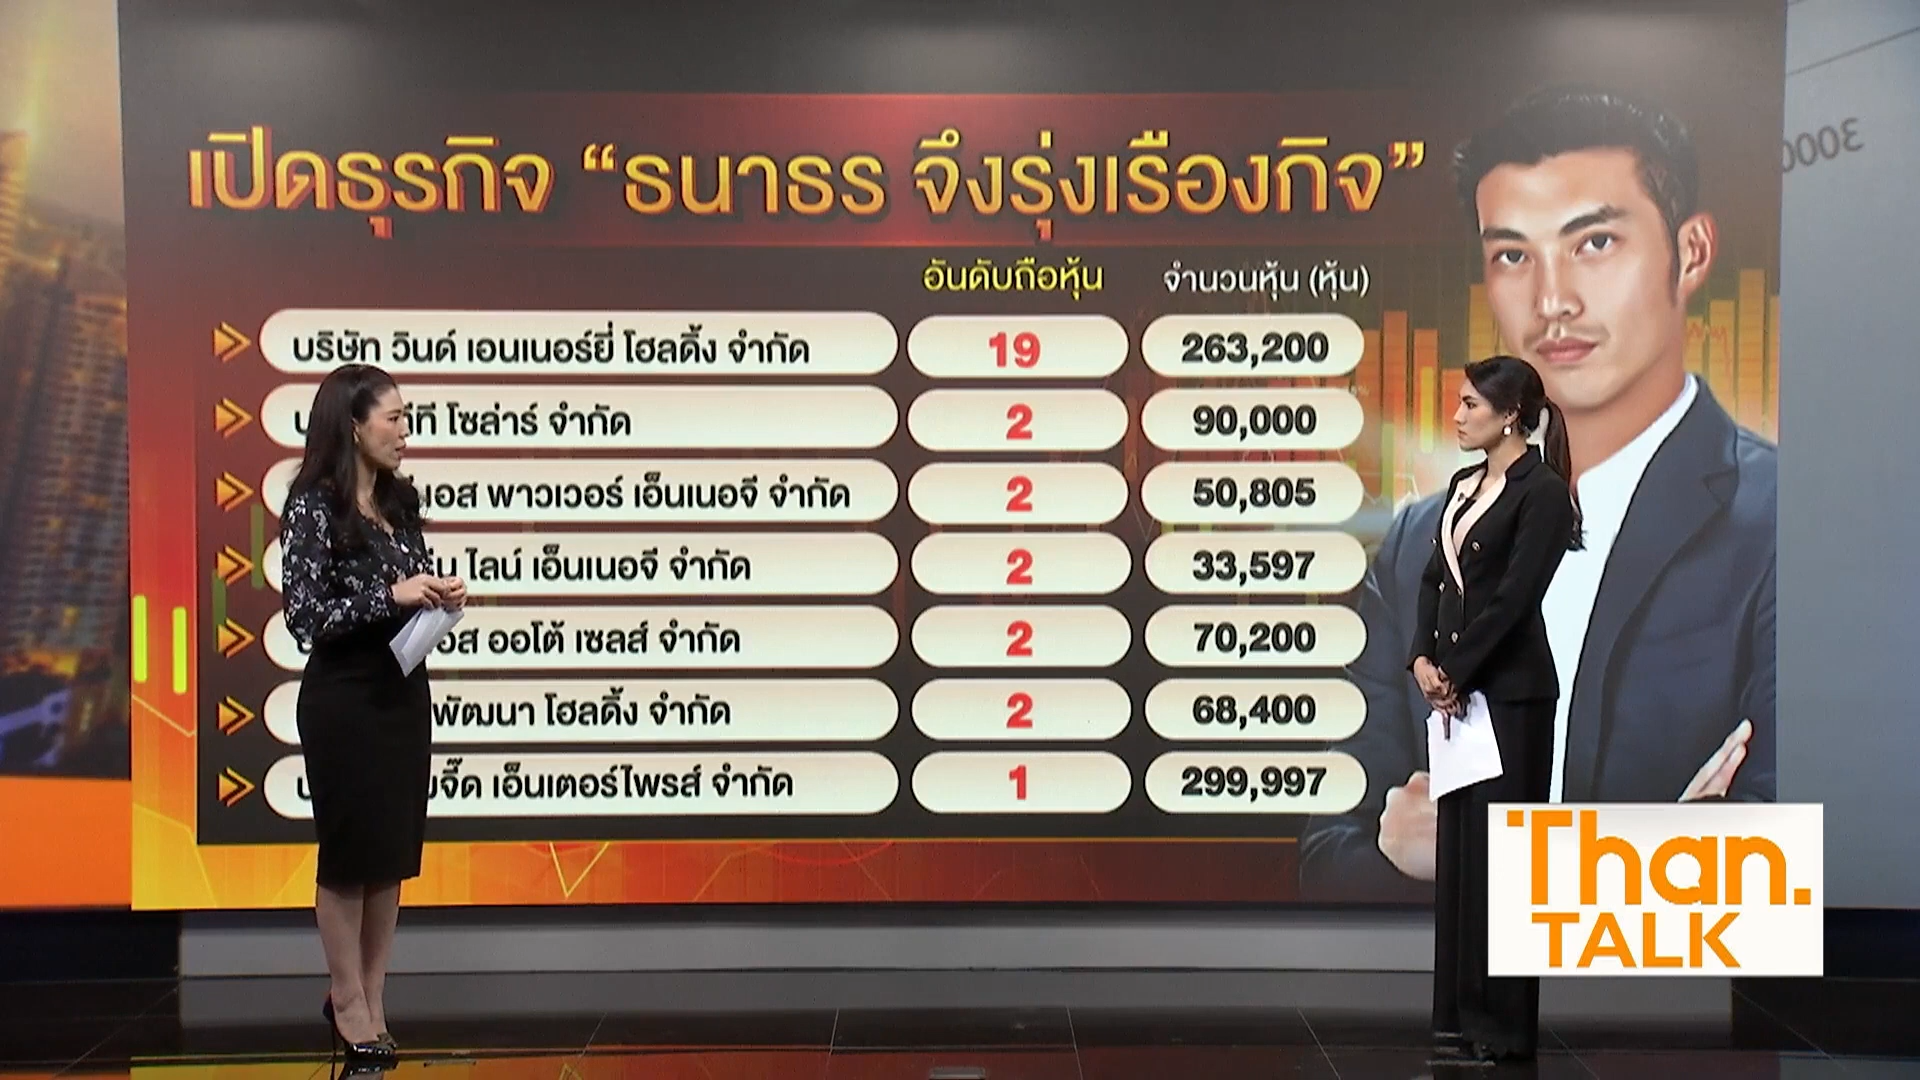 เปิดธุรกิจ “ธนาธร จึงรุ่งเรืองกิจ”
อันดับถือหุ้น จำนวนหุ้น (หุ้น)
บริษัท วินด์ เอนเนอร์ยี่ โฮลดิ้ง จำกัด 19 263,200
โซล่าร์ จำกัด 2 90,000
พาวเวอร์ เอ็นเนอจี จำกัด 2 50,805
ไลน์ เอ็นเนอจี จำกัด 2 33,597
ออโต้ เซลส์ จำกัด 2 70,200
พัฒนา โฮลดิ้ง จำกัด 2 68,400
เอ็นเตอร์ไพรส์ จำกัด 1 299,997
3000
Than.
TALK